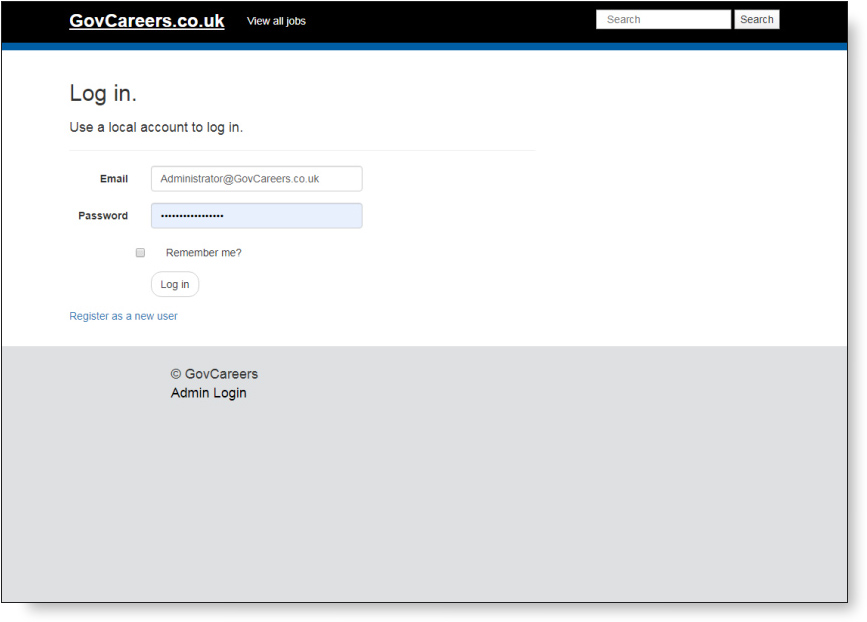 GovCareers.co.uk View all jobs Search Search
Log in.
Use a local account to log in.
Email Administrator@GovCareers.co.uk
Password ••••••••••••••••
Remember me?
Log in
Register as a new user
© GovCareers
Admin Login